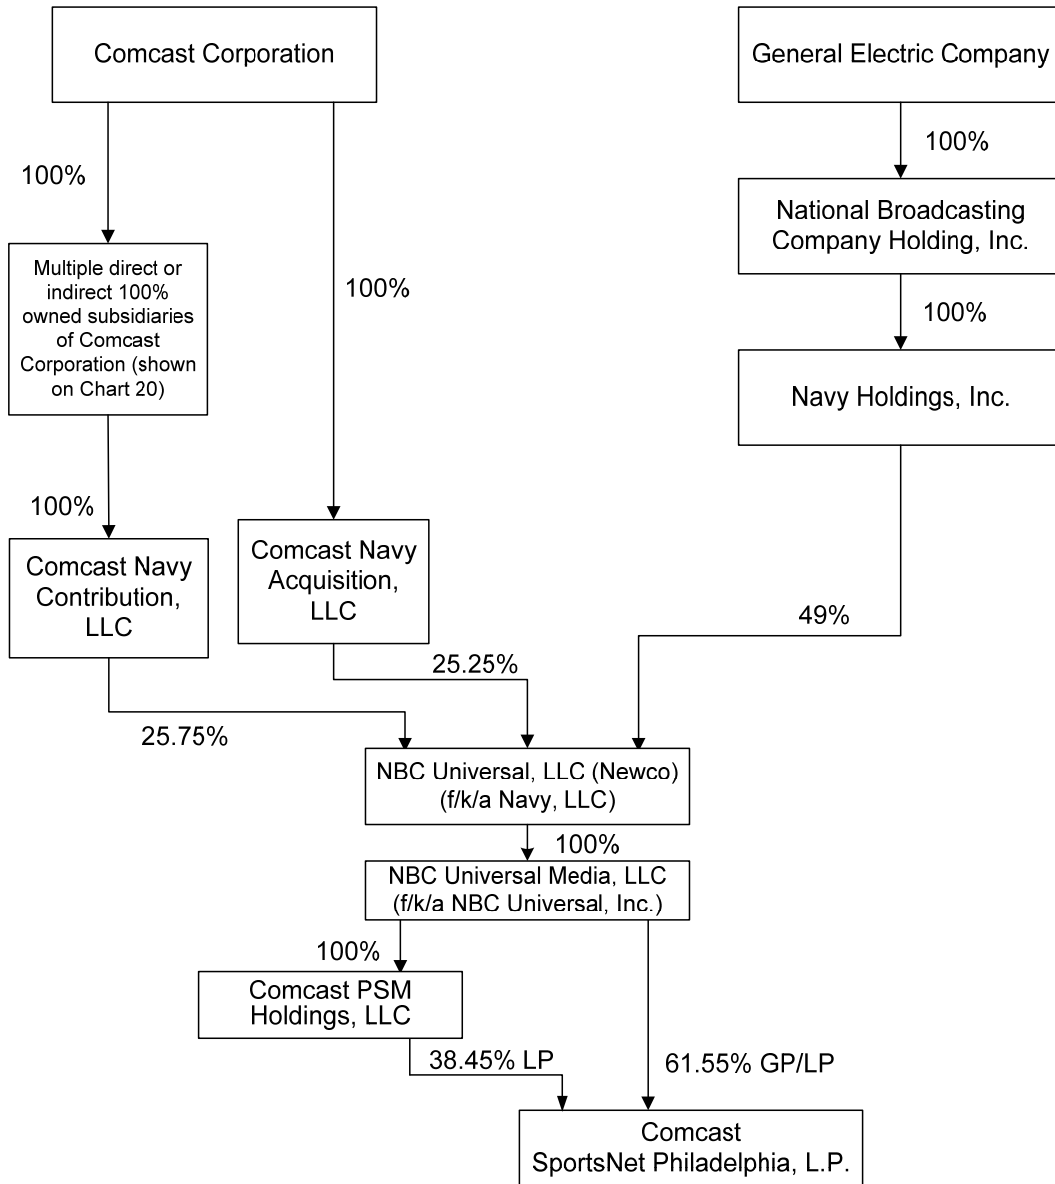 Comcast Corporation
General Electric Company
100%
100%
National Broadcasting
Company Holding, Inc.
Multiple direct or
indirect 100%
owned subsidiaries
of Comcast
Corporation (shown
on Chart 20)
100%
100%
Navy Holdings, Inc.
100%
Comcast Navy
Contribution,
LLC
Comcast Navy
Acquisition,
LLC
49%
25.25%
25.75%
NBC Universal, LLC (Newco)
(f/k/a Navy, LLC)
100%
NBC Universal Media, LLC
(f/k/a NBC Universal, Inc.)
100%
Comcast PSM
Holdings, LLC
38.45% LP
61.55% GP/LP
Comcast
SportsNet Philadelphia, L.P.